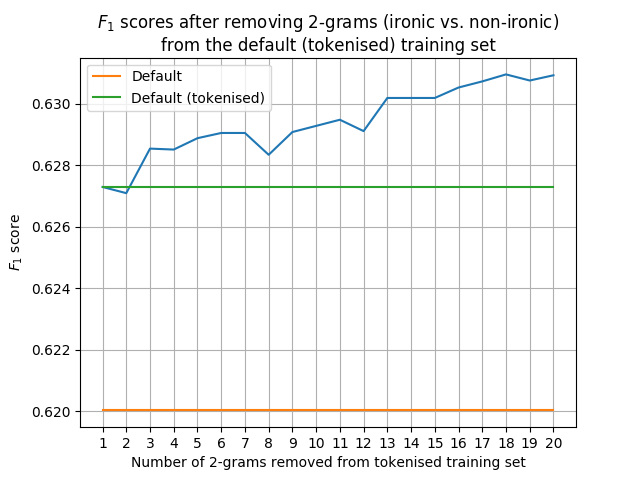 F₁ scores after removing 2-grams (ironic vs. non-ironic)
from the default (tokenised) training set
Default
Default (tokenised)
0.630
0.628
0.626
0.624
0.622
0.620
F₁ score
1 2 3 4 5 6 7 8 9 10 11 12 13 14 15 16 17 18 19 20
Number of 2-grams removed from tokenised training set